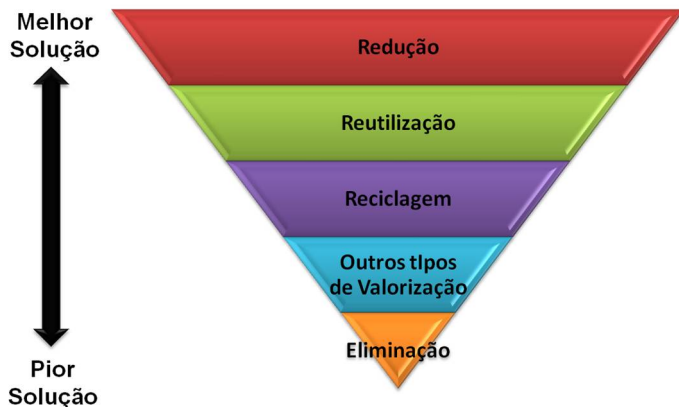 Melhor
Solução
Redução
Reutilização
Reciclagem
Outros tIpos
de Valorização
Eliminação
Pior
Solução